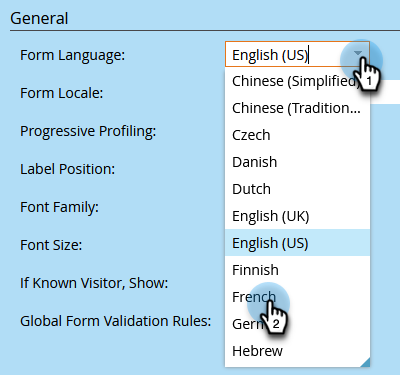 General
Form Language:
English (US)
1
Form Locale:
Progressive Profiling:
Label Position:
Font Family:
Font Size:
If Known Visitor, Show:
Global Form Validation Rules:
Chinese (Simplified)
Chinese (Tradition...
Czech
Danish
Dutch
English (UK)
English (US)
Finnish
French
2
Hebrew